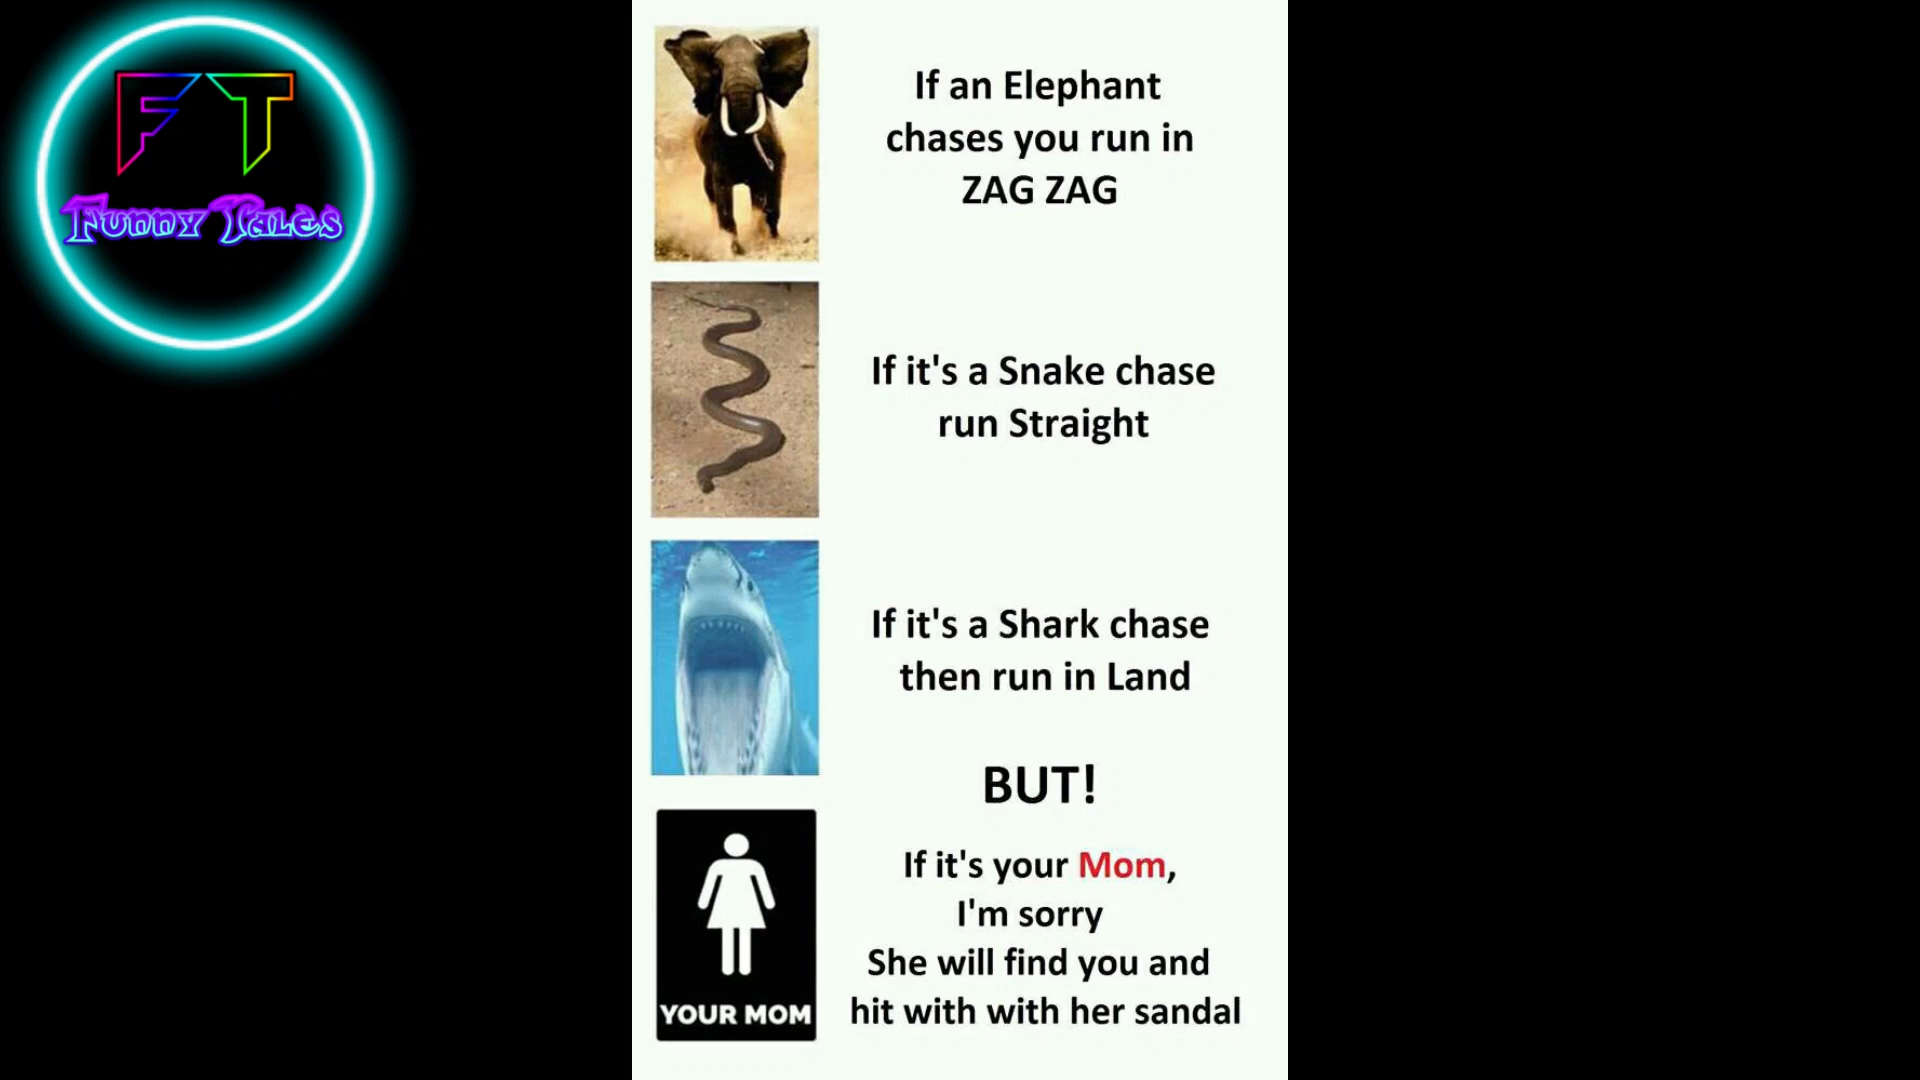 FT
Funny Tales
If an Elephant
chases you run in
ZAG ZAG
If it's a Snake chase
run Straight
If it's a Shark chase
then run in Land
BUT!
If it's your Mom,
I'm sorry
She will find you and
hit with with her sandal
YOUR MOM